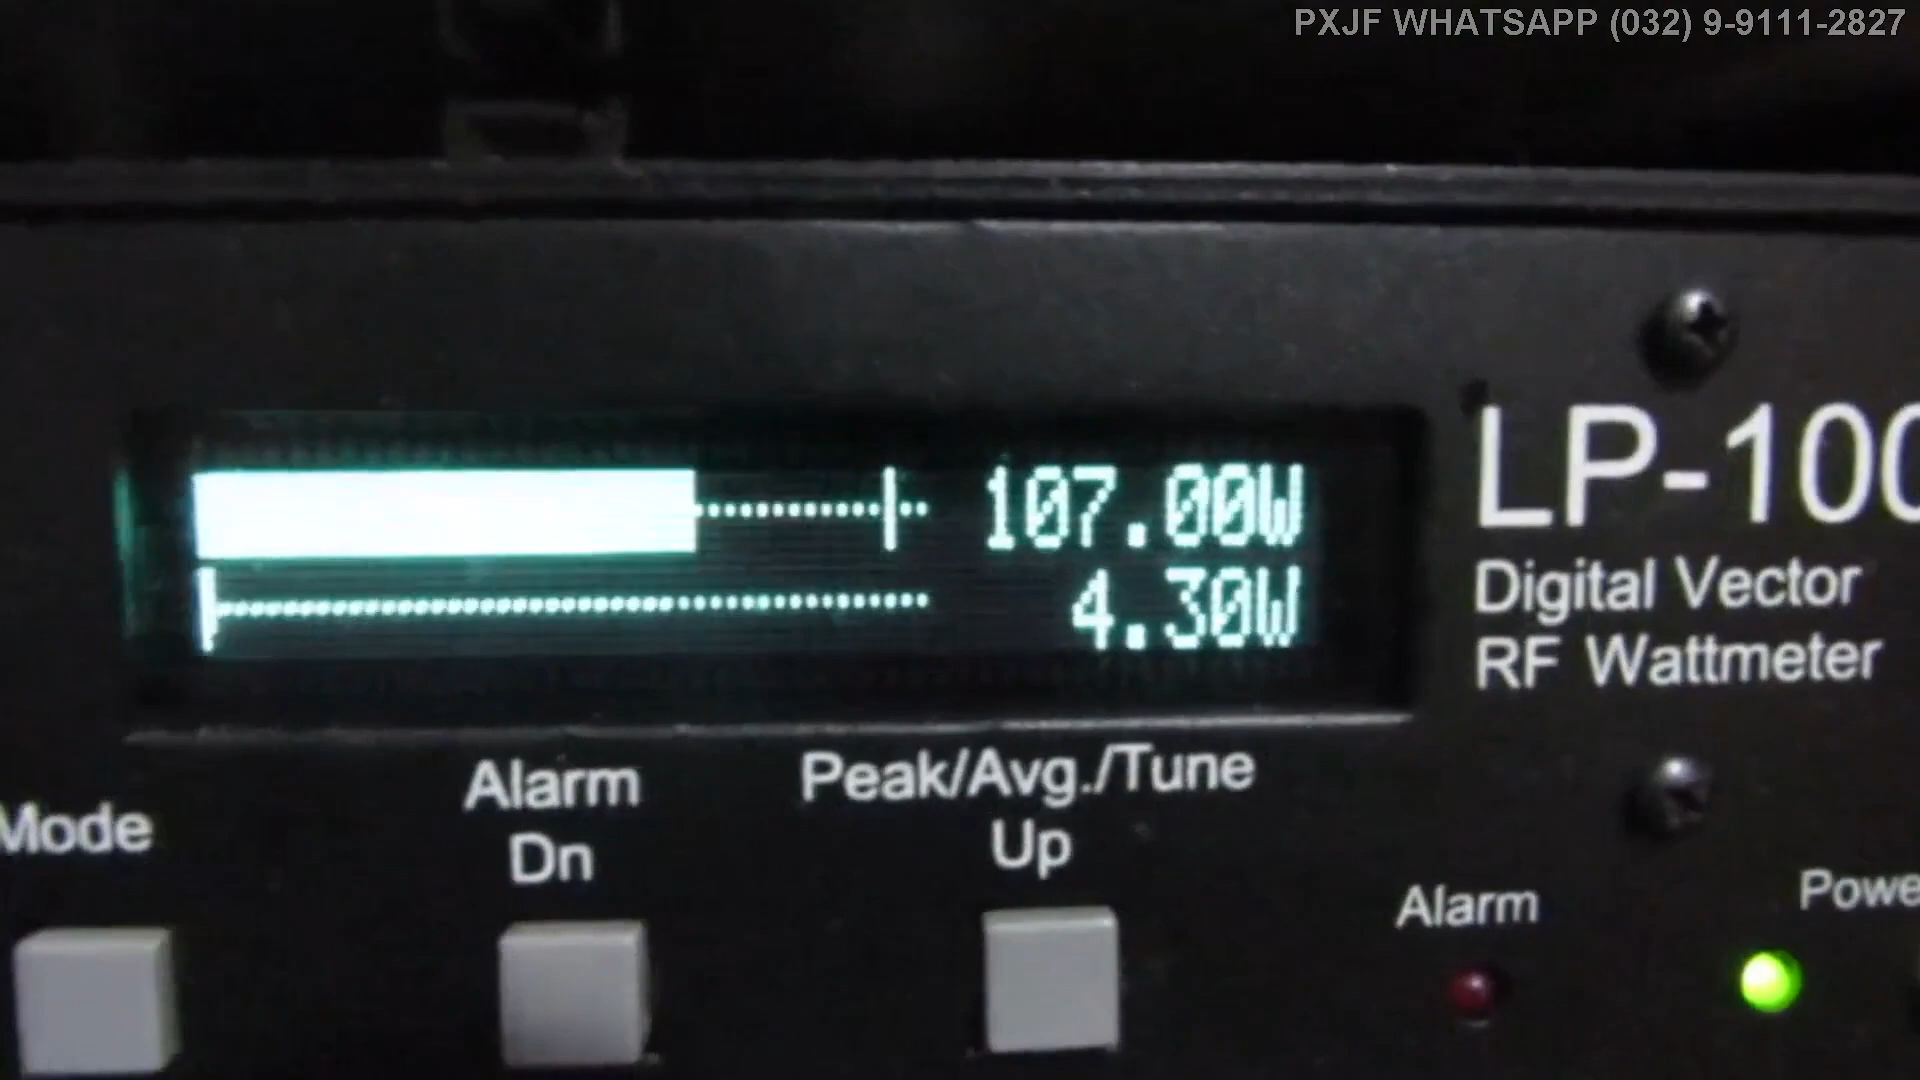 PXJF WHATSAPP (032) 9-9111-2827
107.00W
4.30W
LP-100
Digital Vector
RF Wattmeter
Mode
Alarm
Dn
Peak/Avg./Tune
Up
Alarm
Powe